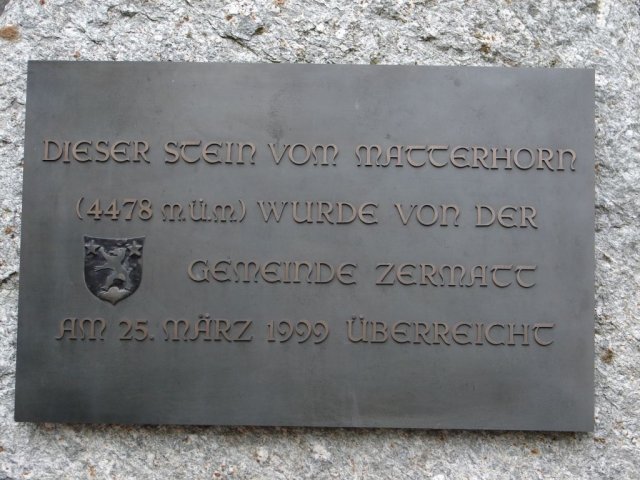 DIESER STEIN VOM MATTERHORN
(4478 M.Ü.M) WURDE VON DER
GEMEINDE ZERMATT
AM 25. MÄRZ 1999 ÜBERREICHT